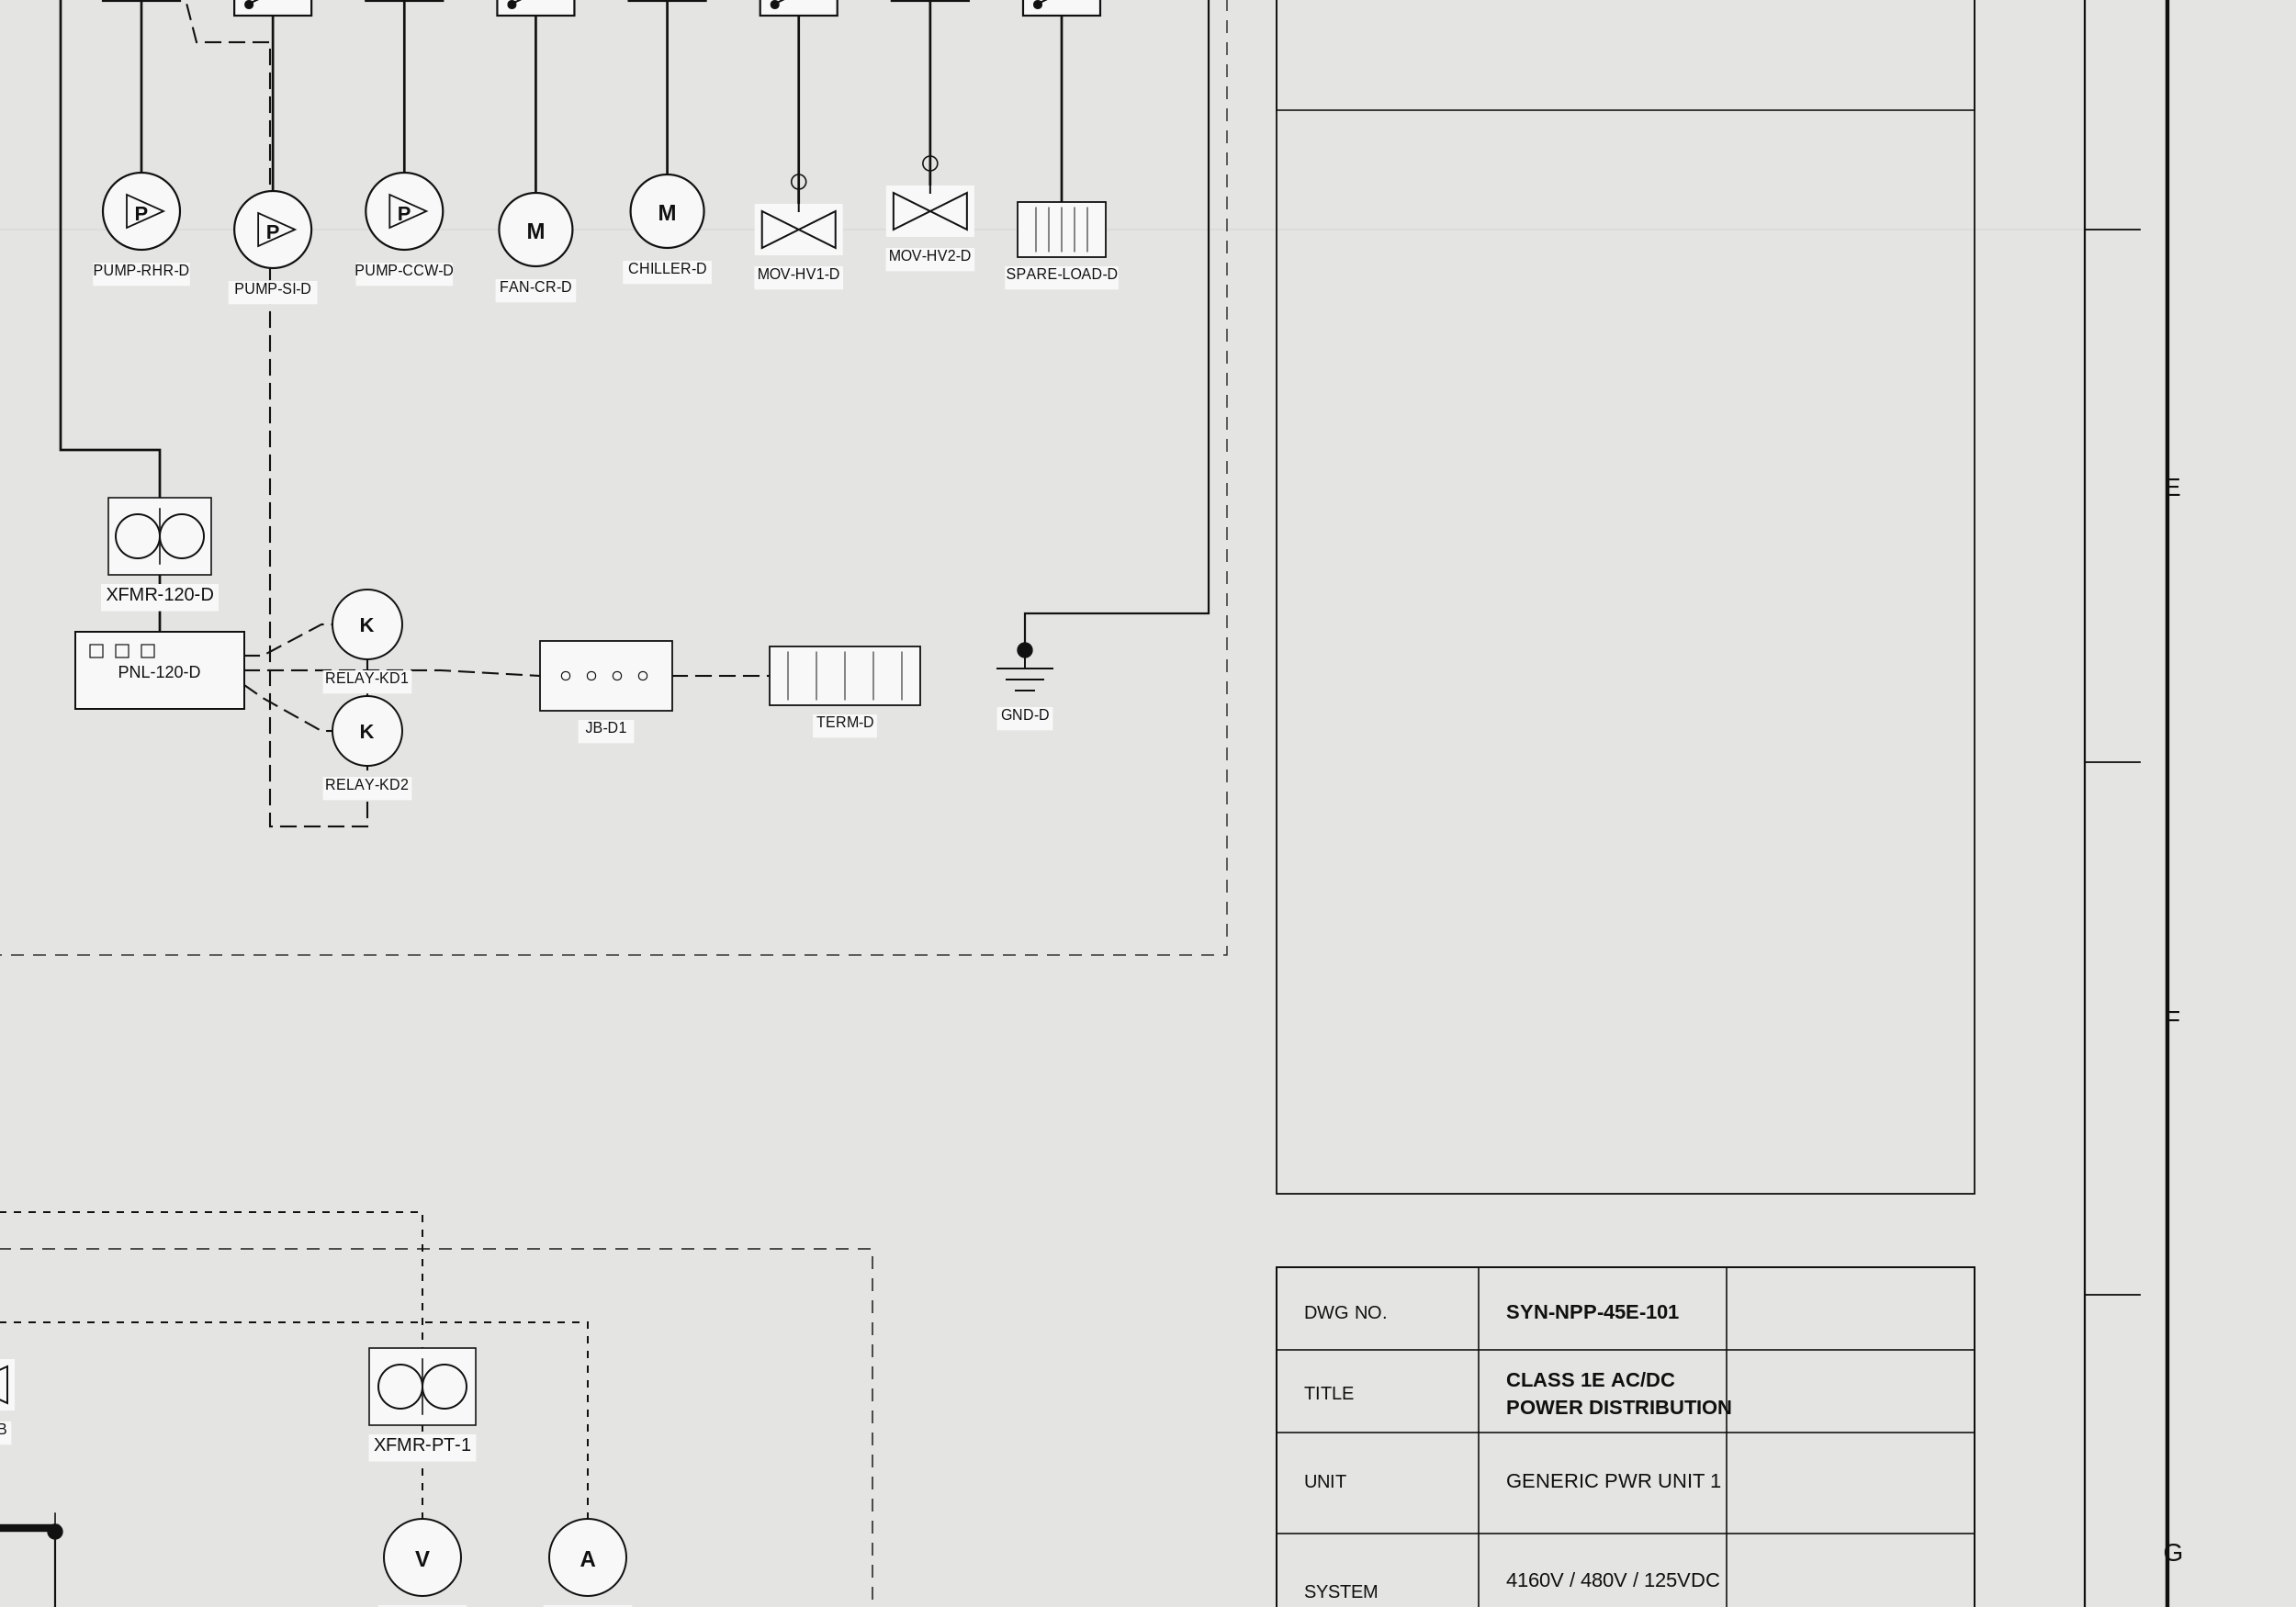 P
P
P
M
M
PUMP-RHR-D
PUMP-SI-D
PUMP-CCW-D
FAN-CR-D
CHILLER-D
MOV-HV1-D
MOV-HV2-D
SPARE-LOAD-D
E
XFMR-120-D
K
PNL-120-D
RELAY-KD1
K
RELAY-KD2
JB-D1
TERM-D
GND-D
F
DWG NO.
SYN-NPP-45E-101
TITLE
CLASS 1E AC/DC
POWER DISTRIBUTION
UNIT
GENERIC PWR UNIT 1
SYSTEM
4160V / 480V / 125VDC
B
XFMR-PT-1
V
A
G